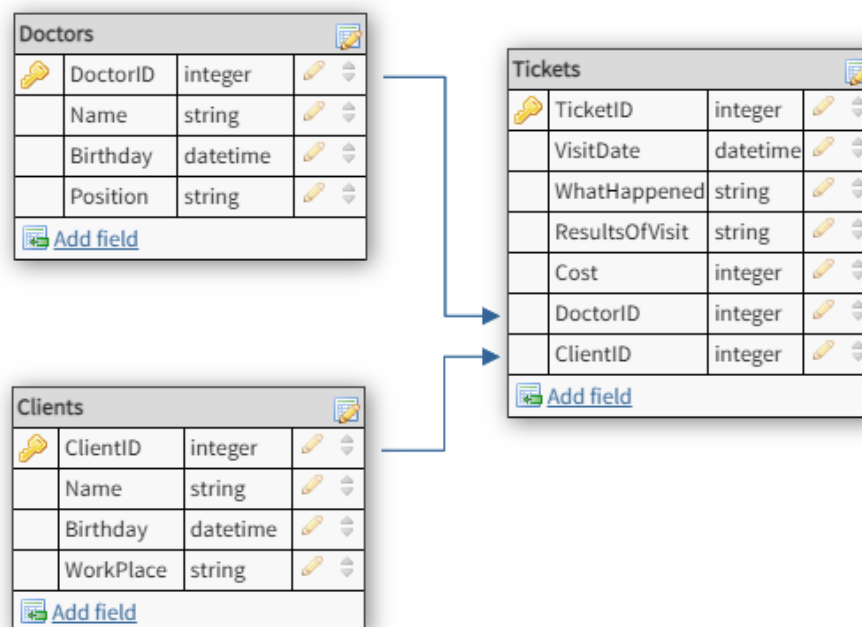 Doctors
DoctorID integer
Name string
Birthday datetime
Position string
Add field
Tickets
TicketID integer
VisitDate datetime
WhatHappened string
ResultsOfVisit string
Cost integer
DoctorID integer
ClientID integer
Add field
Clients
ClientID integer
Name string
Birthday datetime
WorkPlace string
Add field